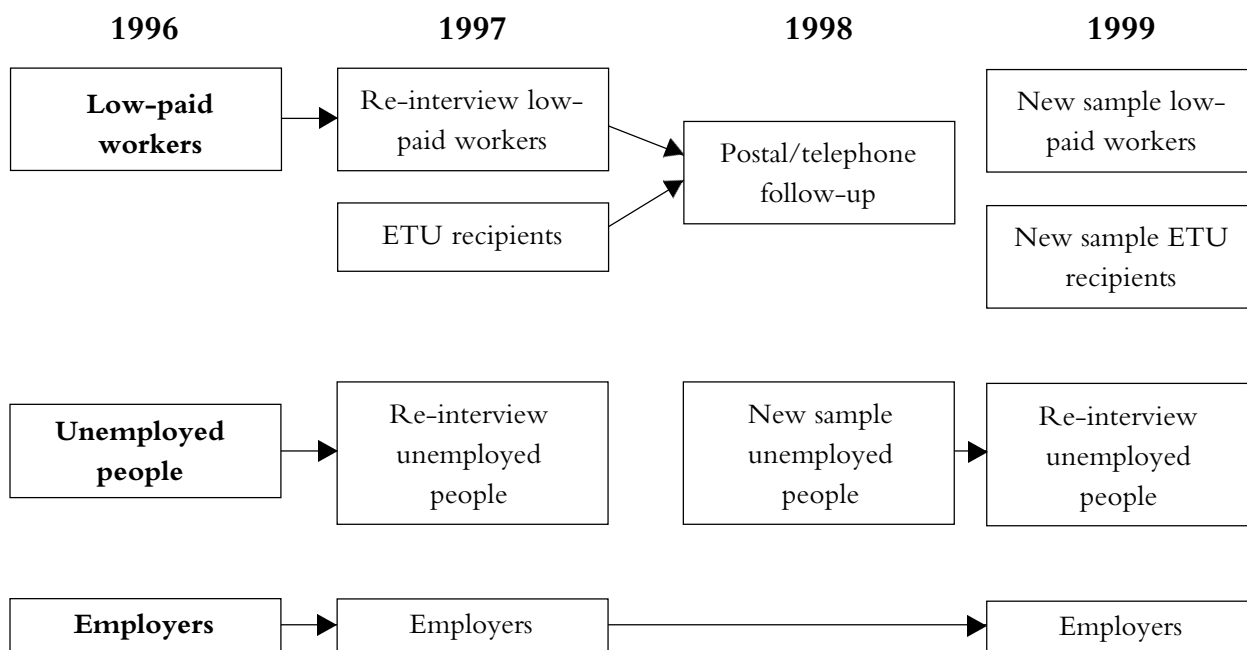 1996 1997 1998 1999
Low-paid
workers
Re-interview low-
paid workers
Postal/telephone
follow-up
New sample low-
paid workers
ETU recipients
New sample ETU
recipients
Unemployed
people
Re-interview
unemployed
people
New sample
unemployed
people
Re-interview
unemployed
people
Employers
Employers
Employers